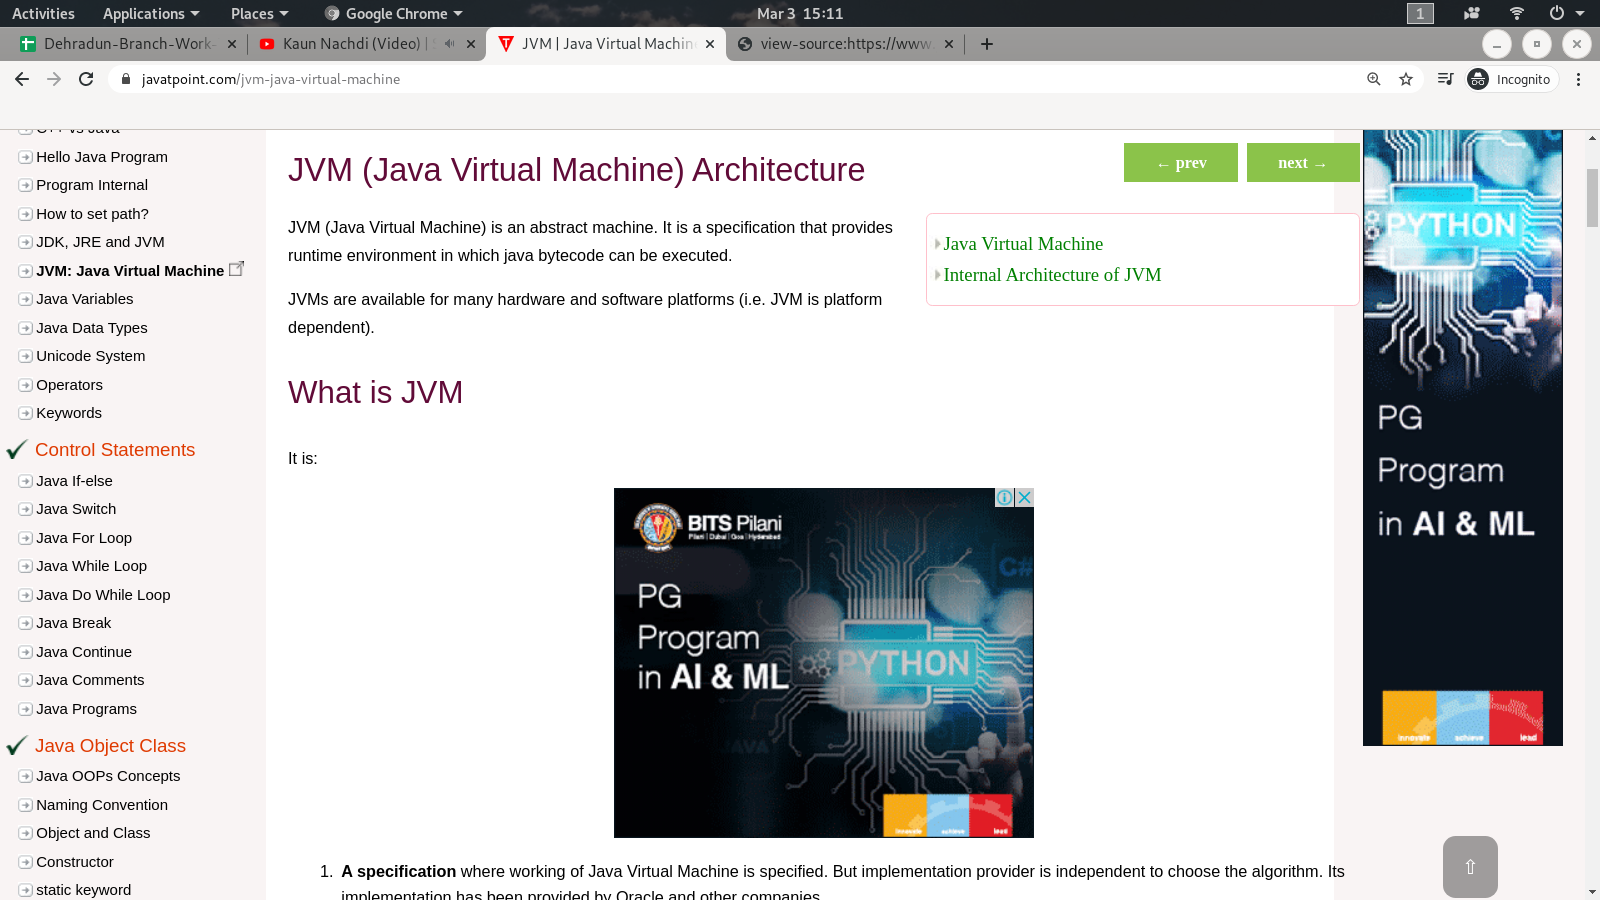 Activities
Applications
Places
Google Chrome
Mar 3 15:11
1
Dehradun-Branch-Work-
Kaun Nachdi (Video) |
JVM | Java Virtual Machin
view-source:https://www.
javatpoint.com/jvm-java-virtual-machine
Incognito
C++ vs Java
Hello Java Program
Program Internal
How to set path?
JDK, JRE and JVM
JVM: Java Virtual Machine
Java Variables
Java Data Types
Unicode System
Operators
Keywords
Control Statements
Java If-else
Java Switch
Java For Loop
Java While Loop
Java Do While Loop
Java Break
Java Continue
Java Comments
Java Programs
Java Object Class
Java OOPs Concepts
Naming Convention
Object and Class
Constructor
static keyword
JVM (Java Virtual Machine) Architecture
← prev
next →
JVM (Java Virtual Machine) is an abstract machine. It is a specification that provides
runtime environment in which java bytecode can be executed.
JVMs are available for many hardware and software platforms (i.e. JVM is platform
dependent).
Java Virtual Machine
Internal Architecture of JVM
What is JVM
It is:
BITS Pilani
Pilani | Dubai | Goa | Hyderabad
PG
Program
in AI & ML
PYTHON
C#
JAVA
innovate achieve lead
1. A specification where working of Java Virtual Machine is specified. But implementation provider is independent to choose the algorithm. Its
implementation has been provided by Oracle and other companies.
PYTHON
PG
Program
in AI & ML
innovate achieve lead